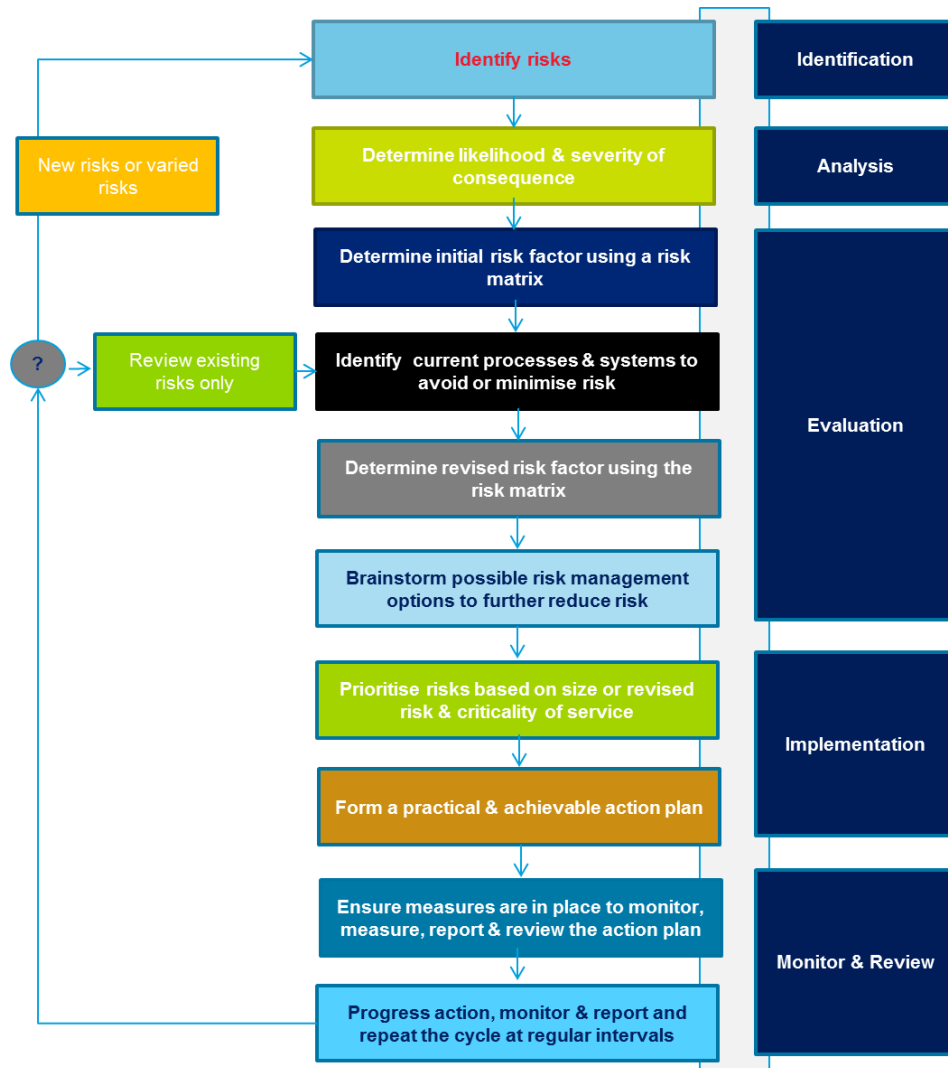 Identify risks
Identification
Determine likelihood & severity of
consequence
Analysis
New risks or varied
risks
Determine initial risk factor using a risk
matrix
?
Review existing
risks only
Identify current processes & systems to
avoid or minimise risk
Evaluation
Determine revised risk factor using the
risk matrix
Brainstorm possible risk management
options to further reduce risk
Prioritise risks based on size or revised
risk & criticality of service
Implementation
Form a practical & achievable action plan
Ensure measures are in place to monitor,
measure, report & review the action plan
Monitor & Review
Progress action, monitor & report and
repeat the cycle at regular intervals